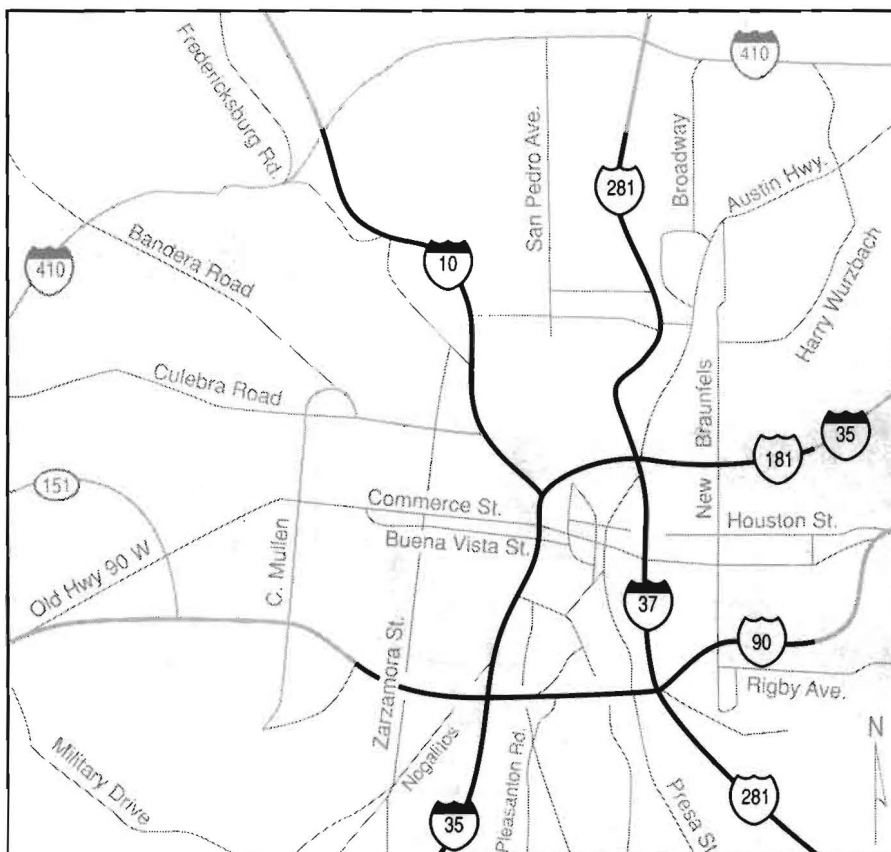 410
Fredericksburg Rd.
San Pedro Ave.
281
Broadway
Austin Hwy.
410
Bandera Road
10
Harry Wurzbach
Culebra Road
New Braunfels
35
181
151
Commerce St.
Houston St.
Buena Vista St.
C. Mullen
Old Hwy 90 W
37
90
Zarzamora St.
Rigby Ave.
N
Nogalitos
Pleasanton Rd.
Military Drive
Presa St.
281
35